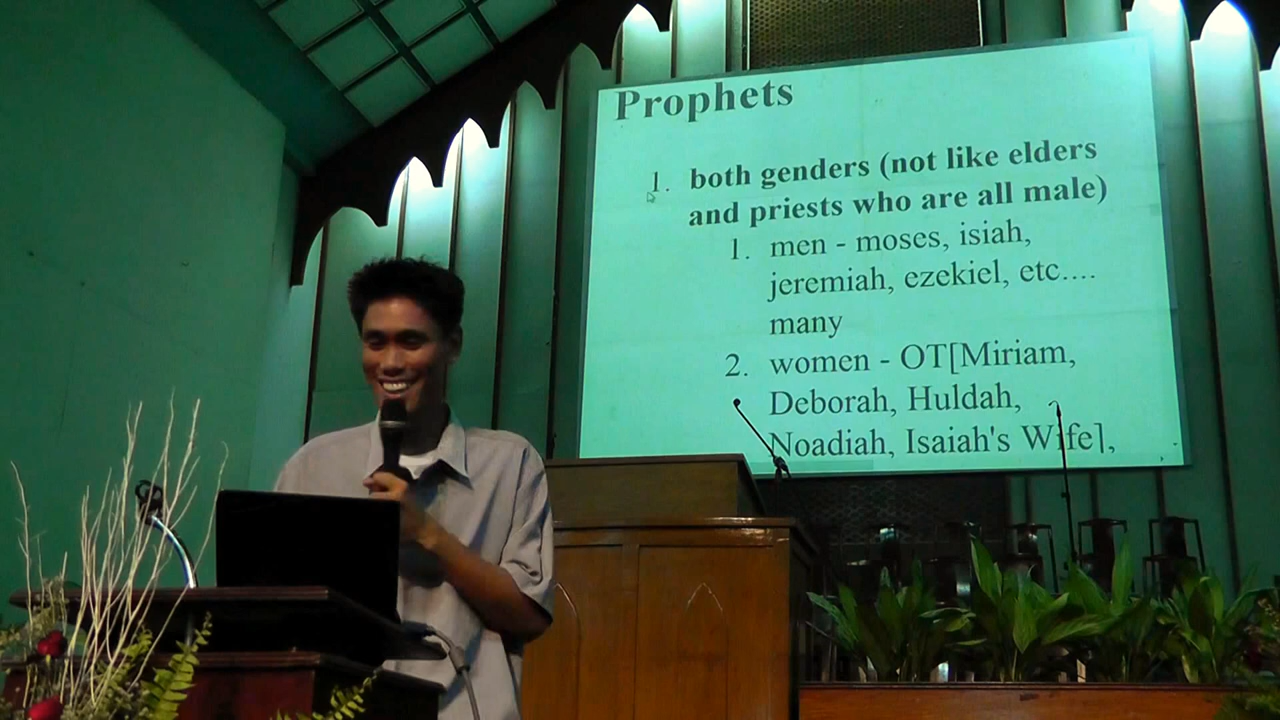 Prophets
1. both genders (not like elders
and priests who are all male)
1. men - moses, isiah,
jeremiah, ezekiel, etc....
many
2. women - OT[Miriam,
Deborah, Huldah,
Noadiah, Isaiah's Wife],